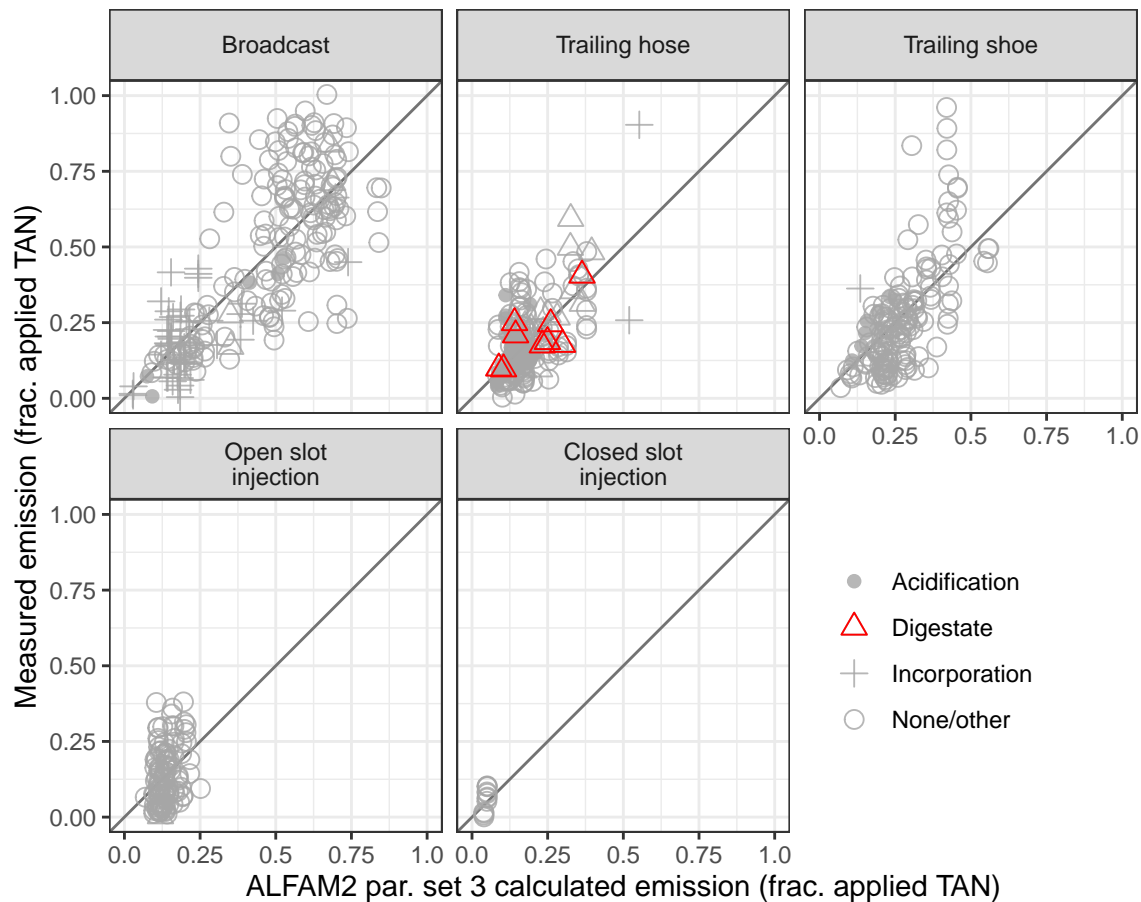 Broadcast
Trailing hose
Trailing shoe
1.00
0.75
0.50
0.25
0.00
0.0 0.25 0.50 0.75 1.0
Open slot
injection
Closed slot
injection
1.00
0.75
0.50
0.25
0.00
0.0 0.25 0.50 0.75 1.0
0.0 0.25 0.50 0.75 1.0
Measured emission (frac. applied TAN)
ALFAM2 par. set 3 calculated emission (frac. applied TAN)
Acidification
Digestate
Incorporation
None/other